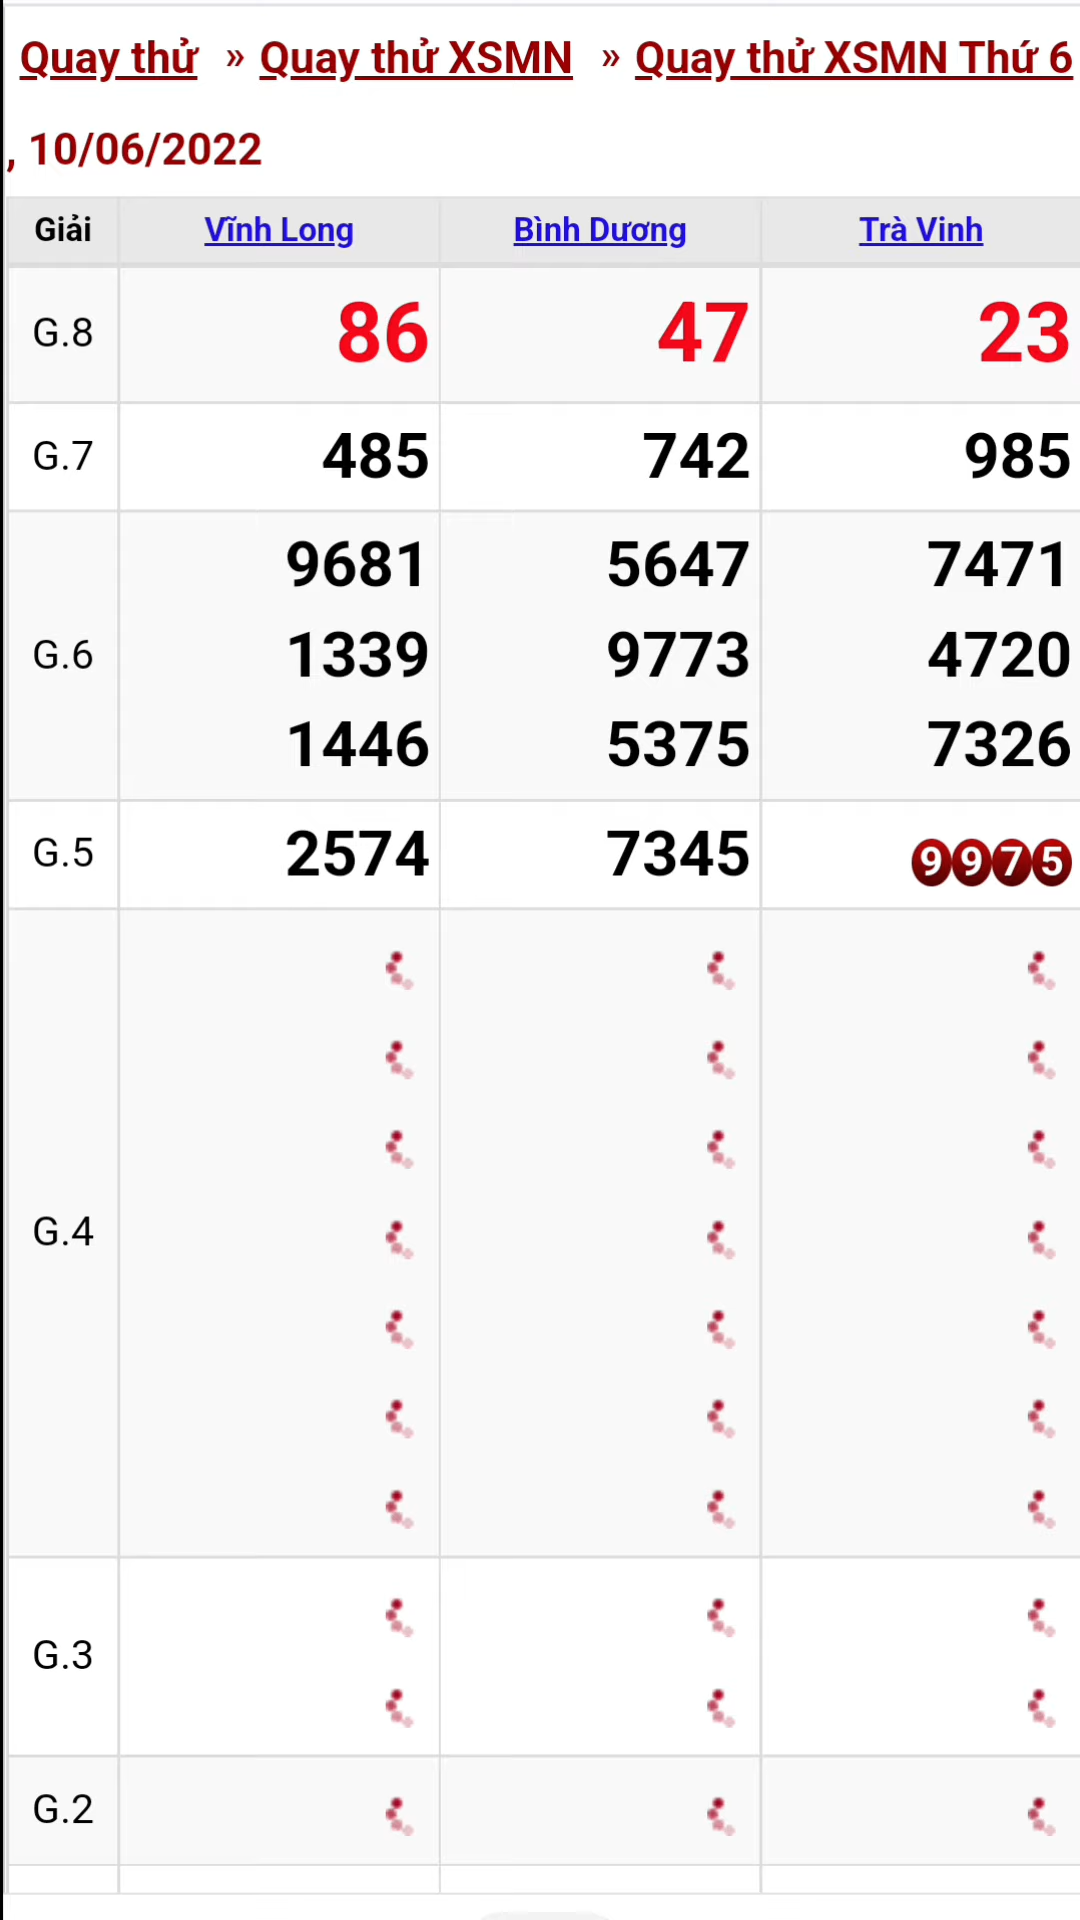 Quay thử » Quay thử XSMN » Quay thử XSMN Thứ 6
, 10/06/2022
Giải Vĩnh Long Bình Dương Trà Vinh
G.8 86 47 23
G.7 485 742 985
9681 5647 7471
G.6 1339 9773 4720
1446 5375 7326
G.5 2574 7345 9975
G.4
G.3
G.2